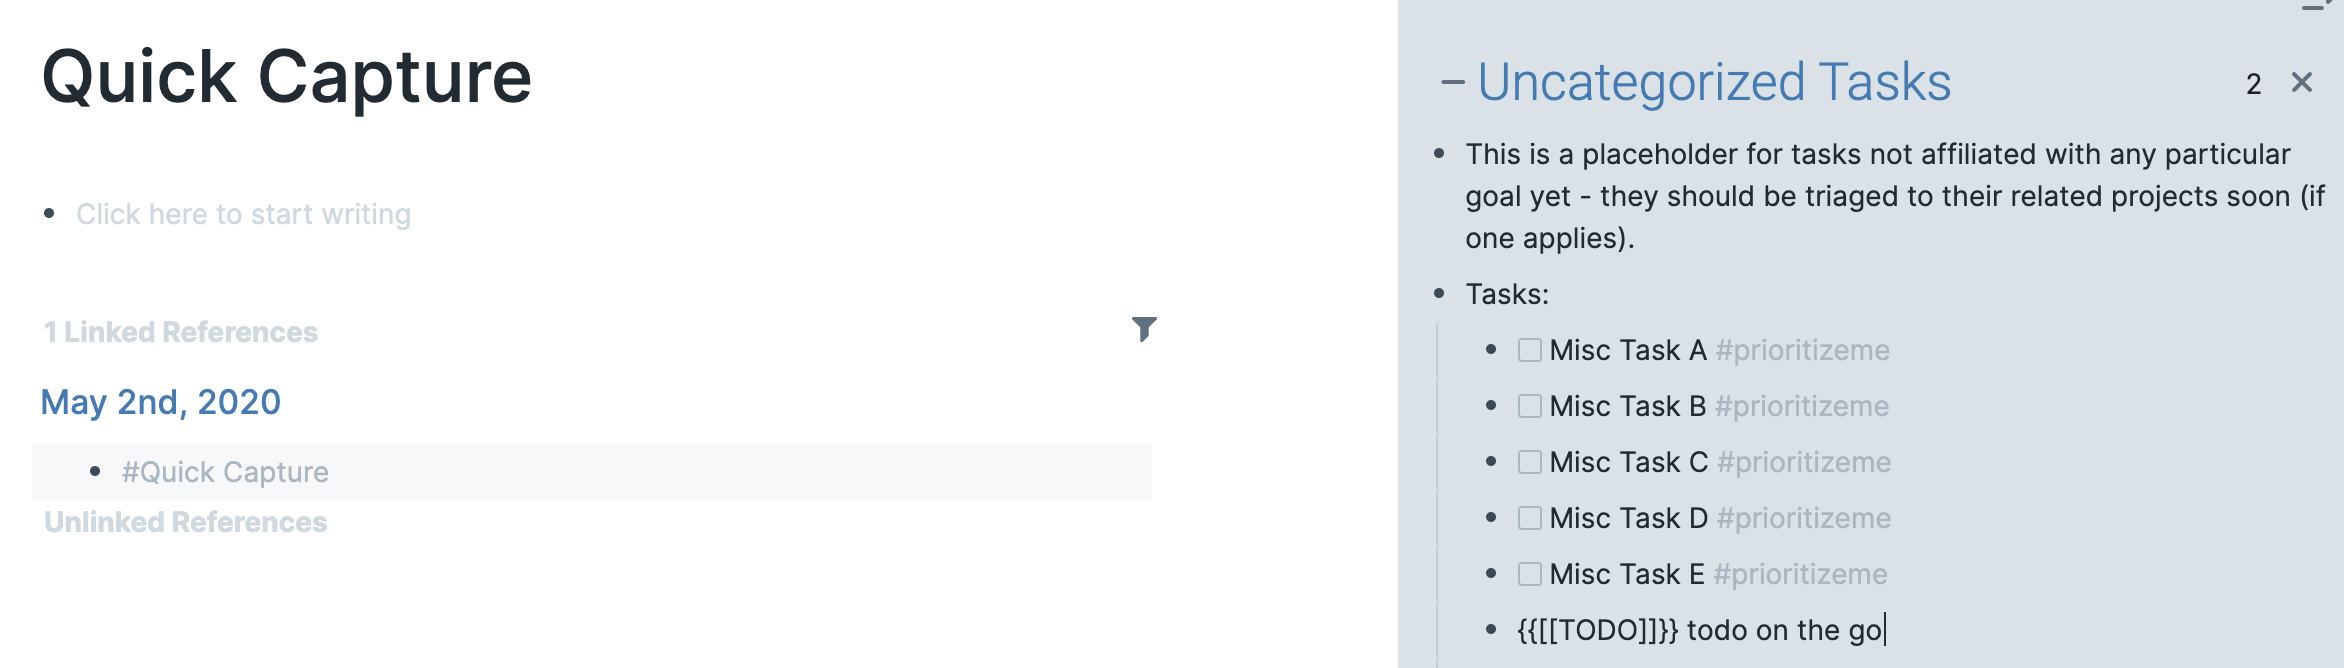 Quick Capture
Click here to start writing
1 Linked References
May 2nd, 2020
#Quick Capture
Unlinked References
Uncategorized Tasks 2
This is a placeholder for tasks not affiliated with any particular
goal yet - they should be triaged to their related projects soon (if
one applies).
Tasks:
Misc Task A #prioritizeme
Misc Task B #prioritizeme
Misc Task C #prioritizeme
Misc Task D #prioritizeme
Misc Task E #prioritizeme
{{[[TODO]]}} todo on the go